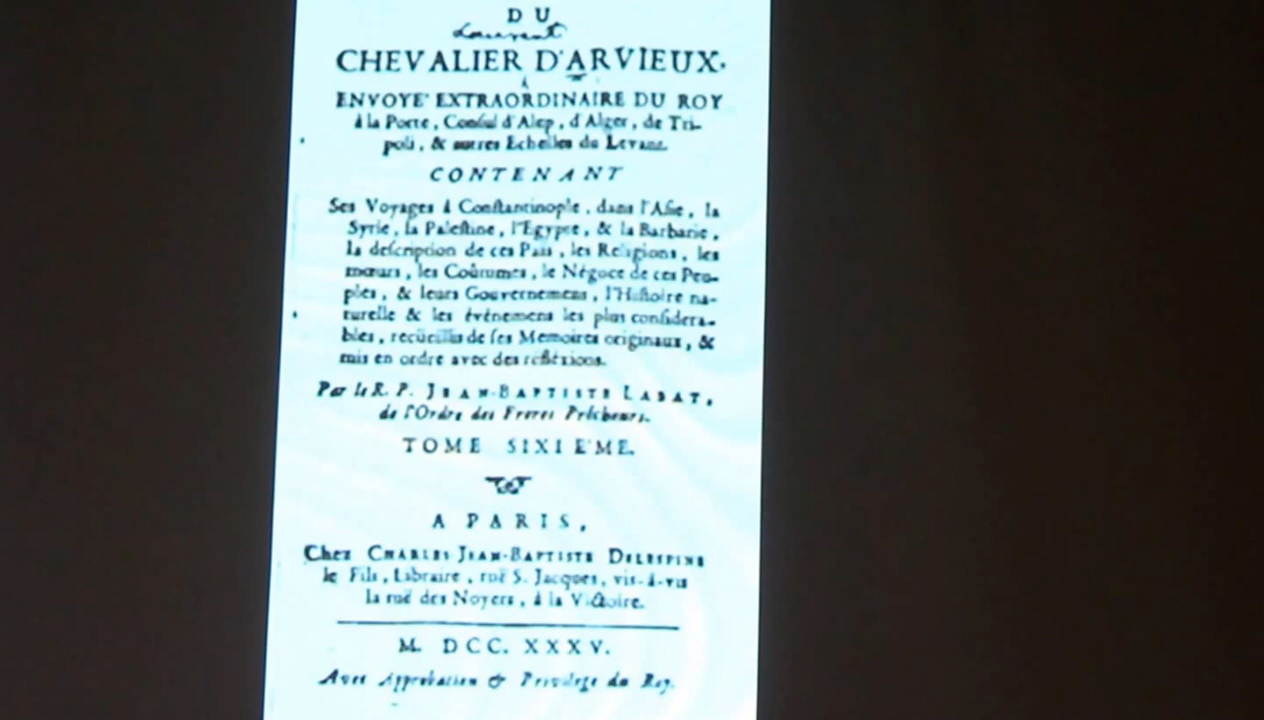 DU
Laurent
CHEVALIER D'ARVIEUX.
ENVOYE' EXTRAORDINAIRE DU ROY
à la Porte, Consul d'Alep, d'Alger, de Tri-
poli, & autres Echelles du Levant.
CONTENANT
Ses Voyages à Constantinople, dans l'Asie, la
Syrie, la Palestine, l'Egypte, & la Barbarie,
la description de ces Païs, les Religions, les
mœurs, les Coûtumes, le Négoce de ces Peu-
ples, & leurs Gouvernemens, l'Histoire na-
turelle & les événemens les plus considera-
bles, recüeillis de ses Memoires originaux, &
mis en ordre avec des refléxions.
Par le R. P. JEAN-BAPTISTE LABAT,
de l'Ordre des Freres Prêcheurs.
TOME SIXIE'ME.
A PARIS,
Chez CHARLES-JEAN-BAPTISTE DELESPINE
le Fils, Libraire, ruë S. Jacques, vis-à-vis
la ruë des Noyers, à la Victoire.
M. DCC. XXXV.
Avec Approbation & Privilege du Roy.